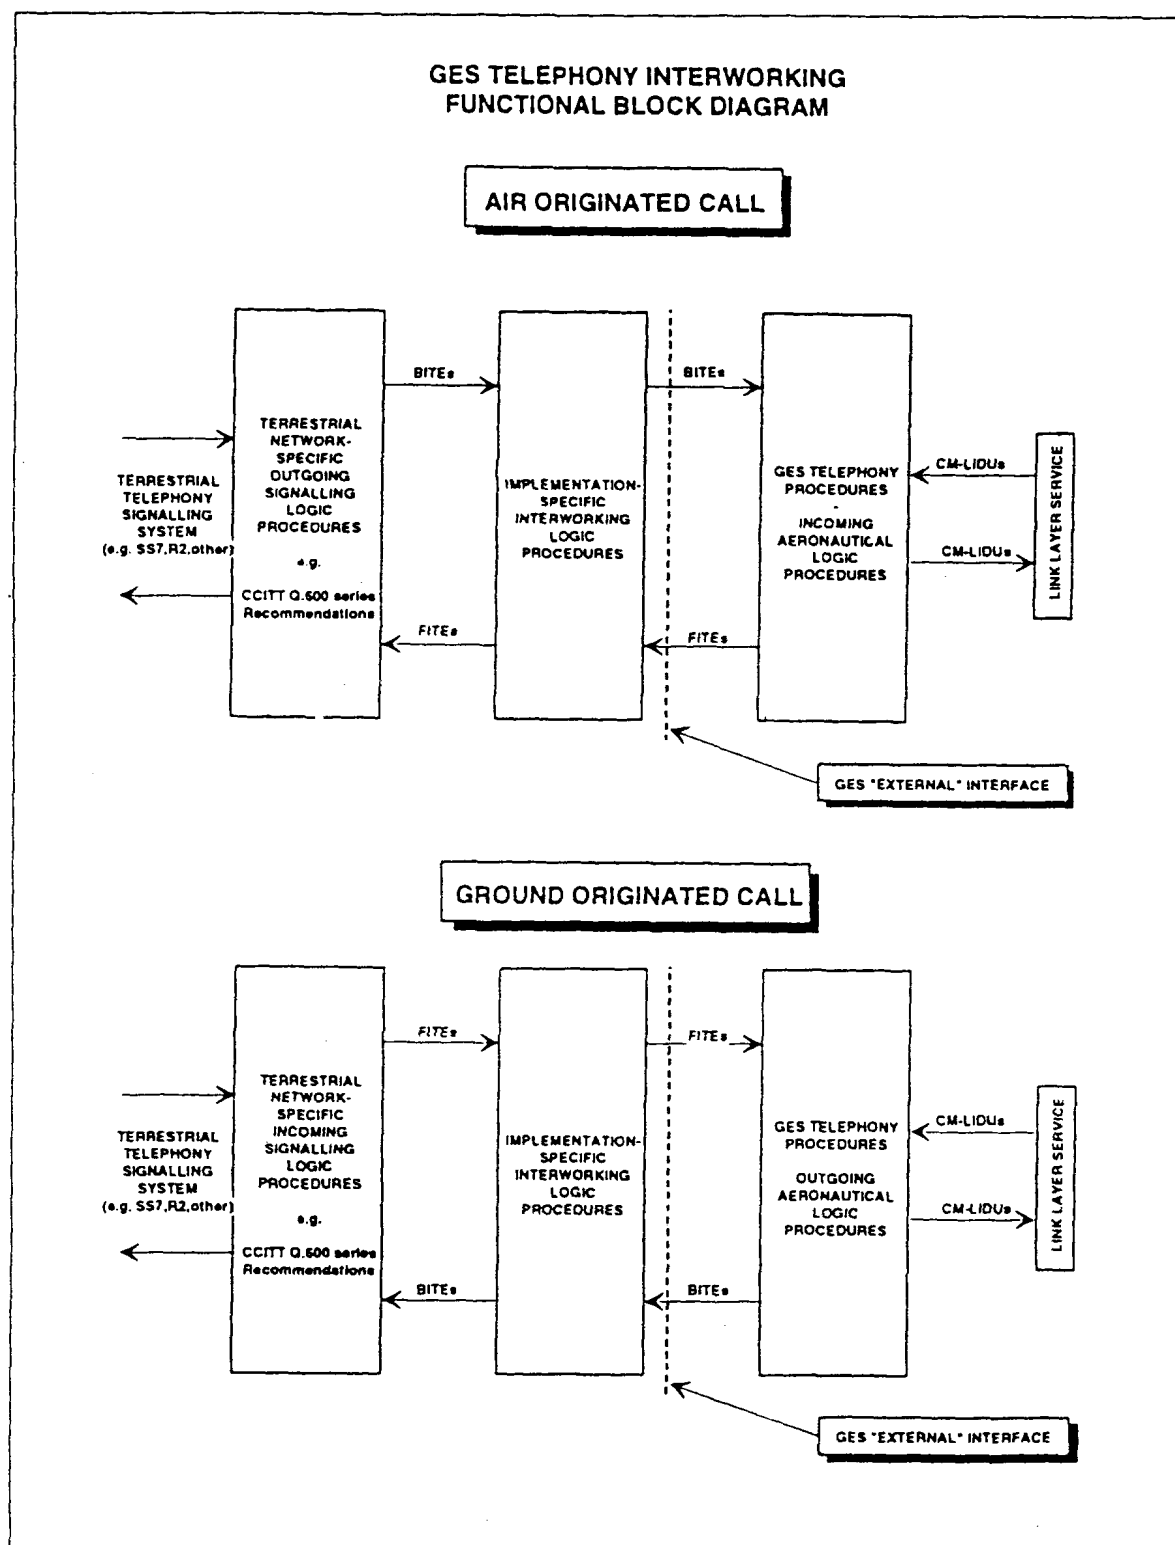 GES TELEPHONY INTERWORKING
FUNCTIONAL BLOCK DIAGRAM
AIR ORIGINATED CALL
BITEs
BITEs
TERRESTRIAL
NETWORK-
SPECIFIC
OUTGOING
SIGNALLING
LOGIC
PROCEDURES
e.g.
CCITT Q.600 series
Recommendations
TERRESTRIAL
TELEPHONY
SIGNALLING
SYSTEM
(e.g. SS7,R2,other)
IMPLEMENTATION-
SPECIFIC
INTERWORKING
LOGIC
PROCEDURES
GES TELEPHONY
PROCEDURES
-
INCOMING
AERONAUTICAL
LOGIC
PROCEDURES
CM-LIDUs
CM-LIDUs
LINK LAYER SERVICE
FITEs
FITEs
GES "EXTERNAL" INTERFACE
GROUND ORIGINATED CALL
FITEs
FITEs
TERRESTRIAL
NETWORK-
SPECIFIC
INCOMING
SIGNALLING
LOGIC
PROCEDURES
e.g.
CCITT Q.600 series
Recommendations
TERRESTRIAL
TELEPHONY
SIGNALLING
SYSTEM
(e.g. SS7,R2,other)
IMPLEMENTATION-
SPECIFIC
INTERWORKING
LOGIC
PROCEDURES
GES TELEPHONY
PROCEDURES
OUTGOING
AERONAUTICAL
LOGIC
PROCEDURES
CM-LIDUs
CM-LIDUs
LINK LAYER SERVICE
BITEs
BITEs
GES "EXTERNAL" INTERFACE